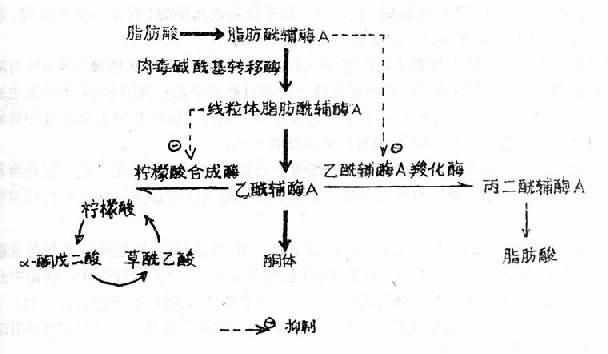 脂肪酸 脂肪酰辅酶A
肉毒碱酰基转移酶
线粒体脂肪酰辅酶A
⊖ ⊖
柠檬酸合成酶 乙酰辅酶A 乙酰辅酶A羧化酶 丙二酰辅酶A
柠檬酸
α-酮戊二酸 草酰乙酸 酮体 脂肪酸
⊖ 抑制